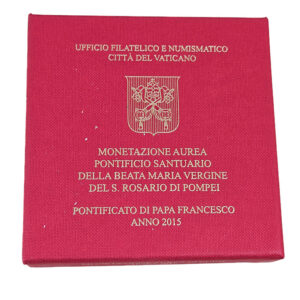 UFFICIO FILATELICO E NUMISMATICO
CITTÀ DEL VATICANO
MONETAZIONE AUREA
PONTIFICIO SANTUARIO
DELLA BEATA MARIA VERGINE
DEL S. ROSARIO DI POMPEI
PONTIFICATO DI PAPA FRANCESCO
ANNO 2015